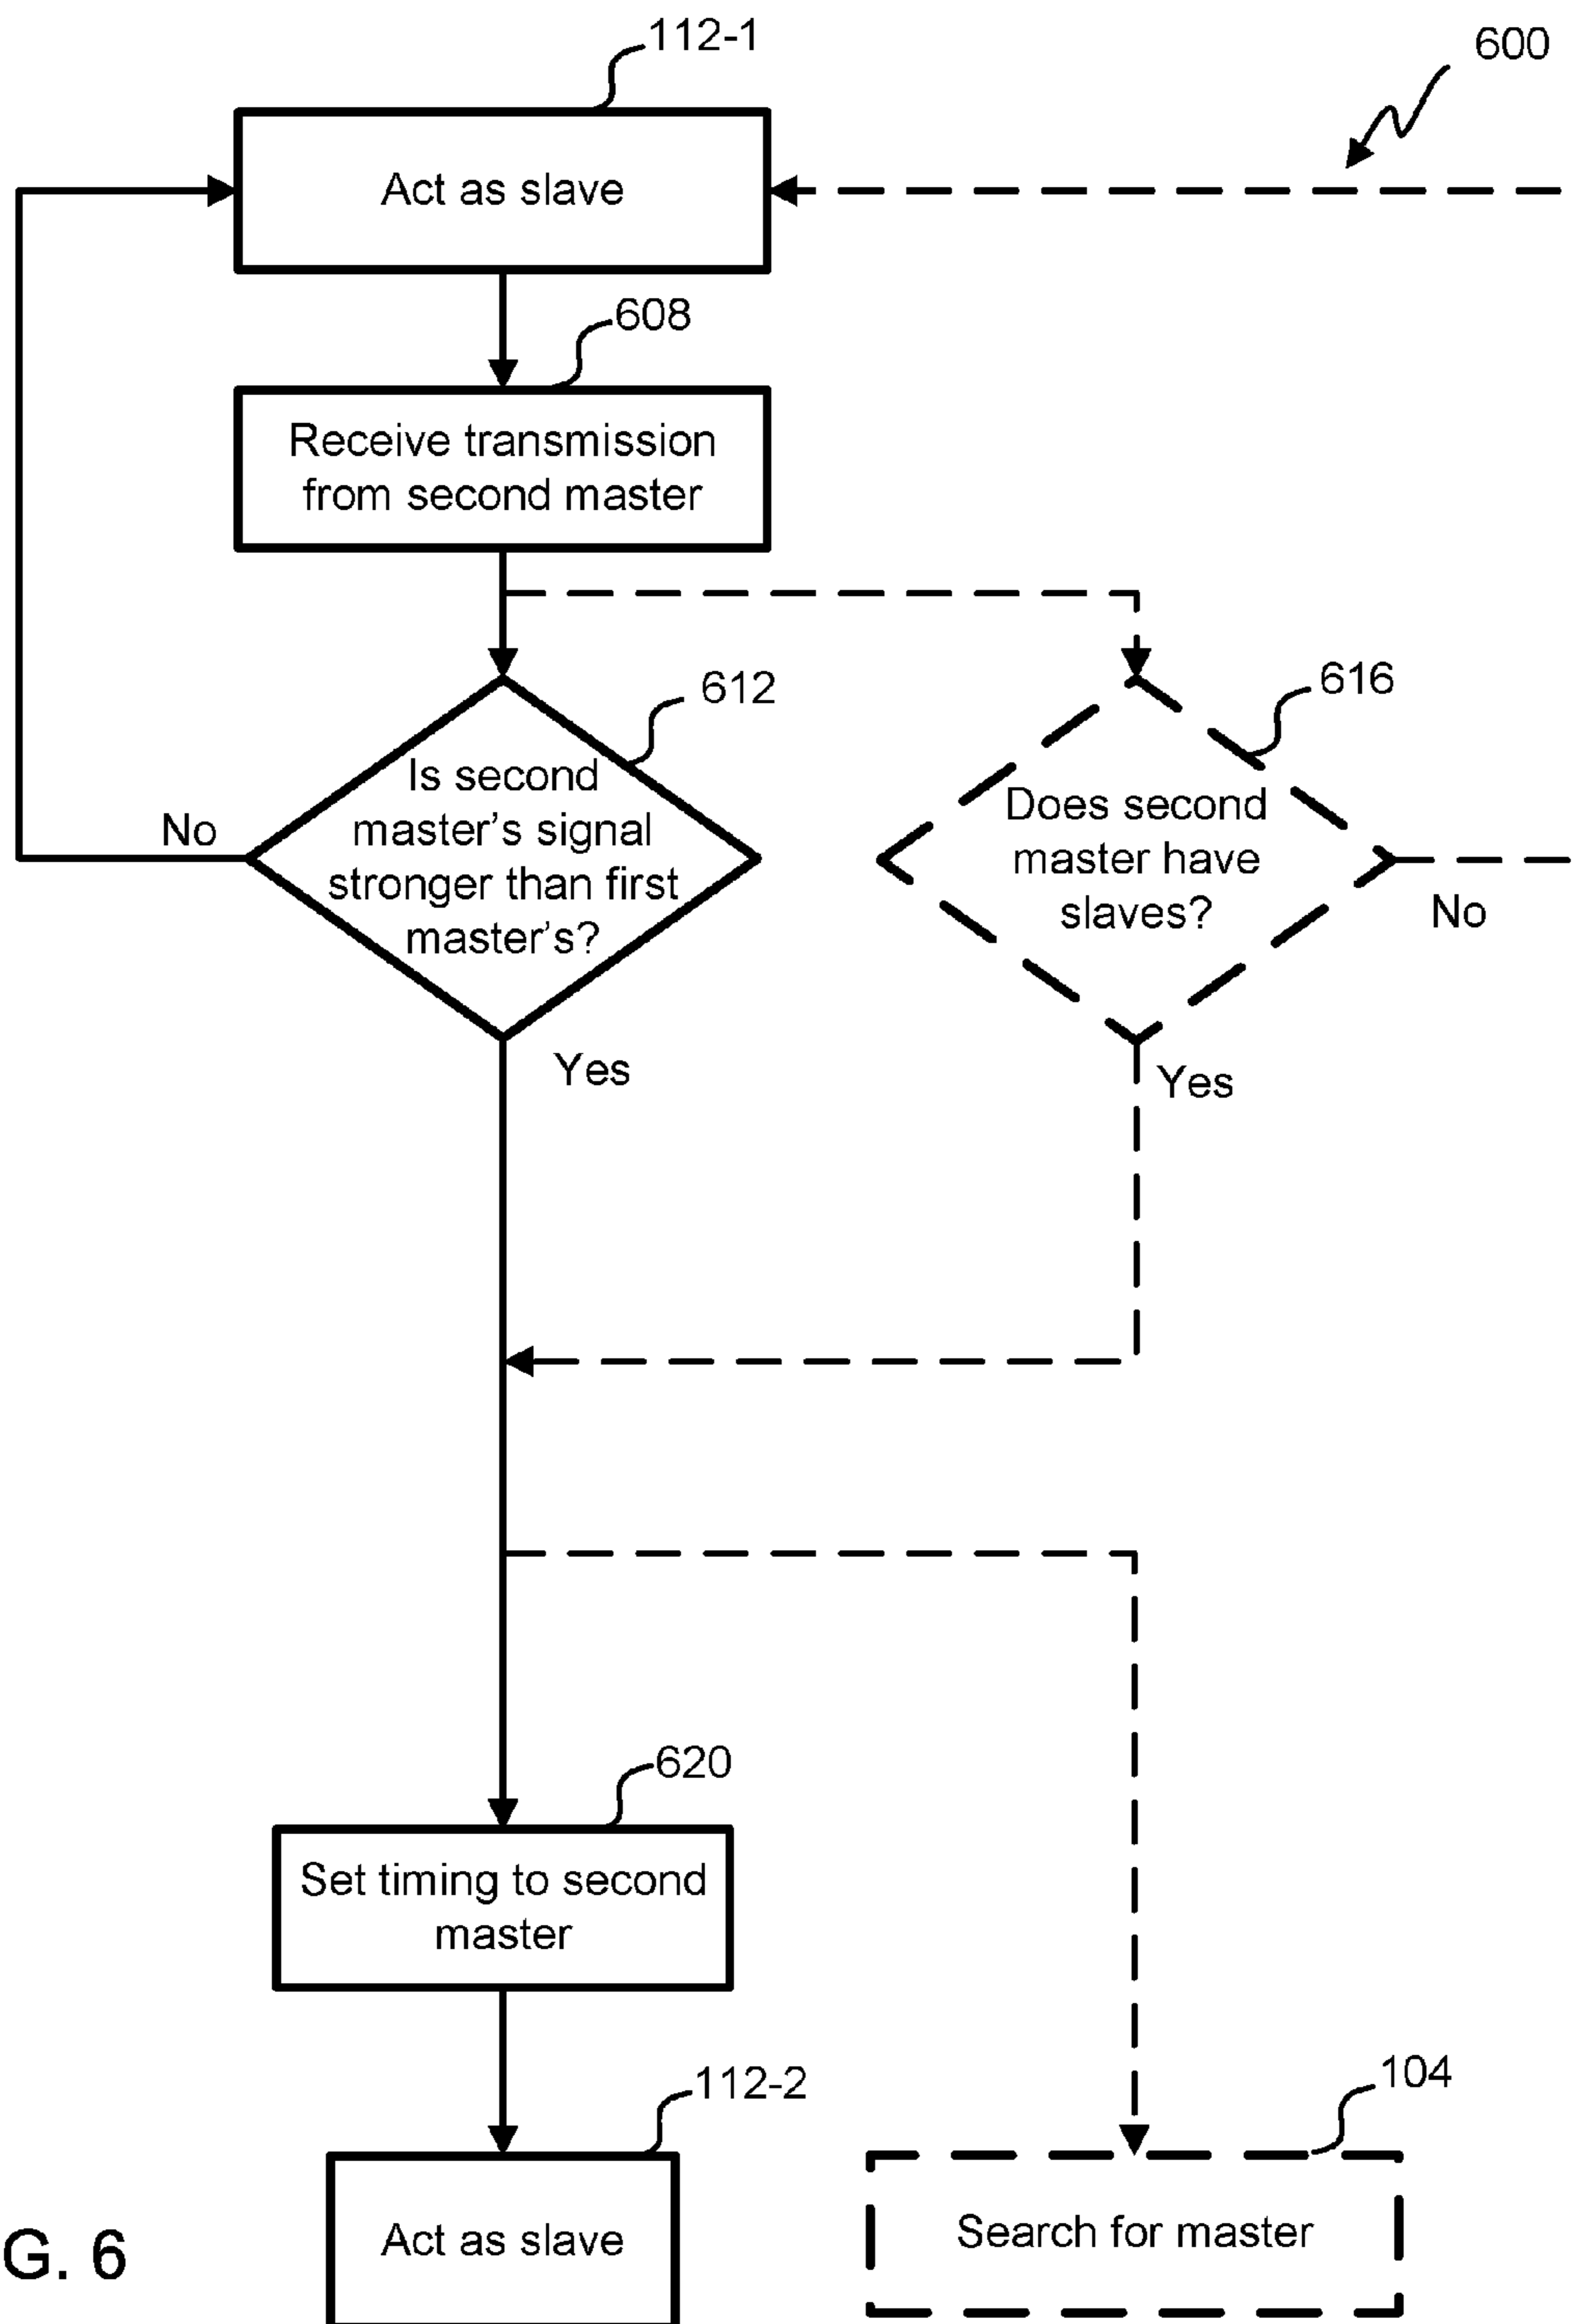 112-1
600
Act as slave
608
Receive transmission
from second master
612
616
Is second
master's signal
stronger than first
master's?
No
Yes
Does second
master have
slaves?
No
Yes
620
Set timing to second
master
112-2
104
Act as slave
Search for master
G. 6